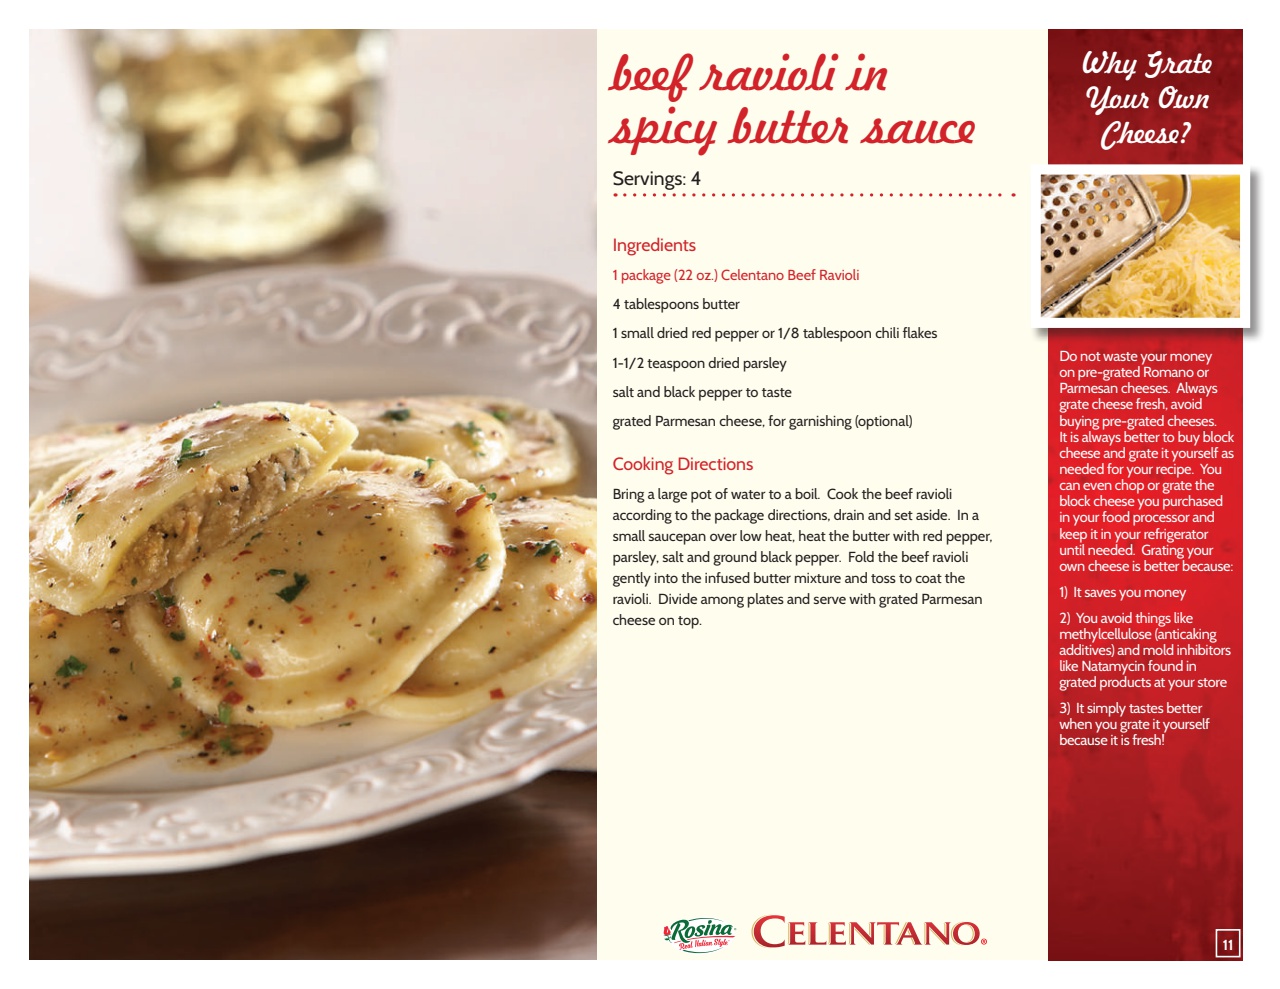 beef ravioli in
spicy butter sauce
Servings: 4
Ingredients
1 package (22 oz.) Celentano Beef Ravioli
4 tablespoons butter
1 small dried red pepper or 1/8 tablespoon chili flakes
1-1/2 teaspoon dried parsley
salt and black pepper to taste
grated Parmesan cheese, for garnishing (optional)
Cooking Directions
Bring a large pot of water to a boil.  Cook the beef ravioli
according to the package directions, drain and set aside.  In a
small saucepan over low heat, heat the butter with red pepper,
parsley, salt and ground black pepper.  Fold the beef ravioli
gently into the infused butter mixture and toss to coat the
ravioli.  Divide among plates and serve with grated Parmesan
cheese on top.
Rosina
Real Italian Style.
CELENTANO®
Why Grate
Your Own
Cheese?
Do not waste your money
on pre-grated Romano or
Parmesan cheeses.  Always
grate cheese fresh, avoid
buying pre-grated cheeses.
It is always better to buy block
cheese and grate it yourself as
needed for your recipe.  You
can even chop or grate the
block cheese you purchased
in your food processor and
keep it in your refrigerator
until needed.  Grating your
own cheese is better because:
1)  It saves you money
2)  You avoid things like
methylcellulose (anticaking
additives) and mold inhibitors
like Natamycin found in
grated products at your store
3)  It simply tastes better
when you grate it yourself
because it is fresh!
11